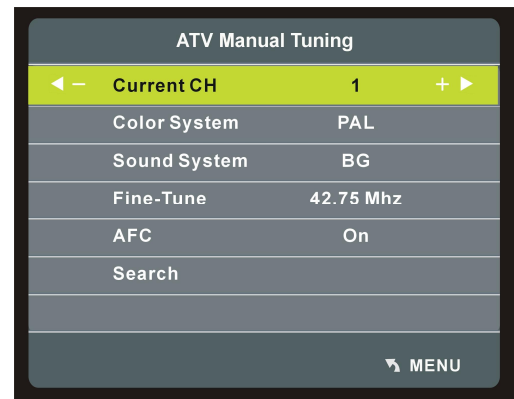 ATV Manual Tuning
− Current CH 1 +
Color System PAL
Sound System BG
Fine-Tune 42.75 Mhz
AFC On
Search
MENU